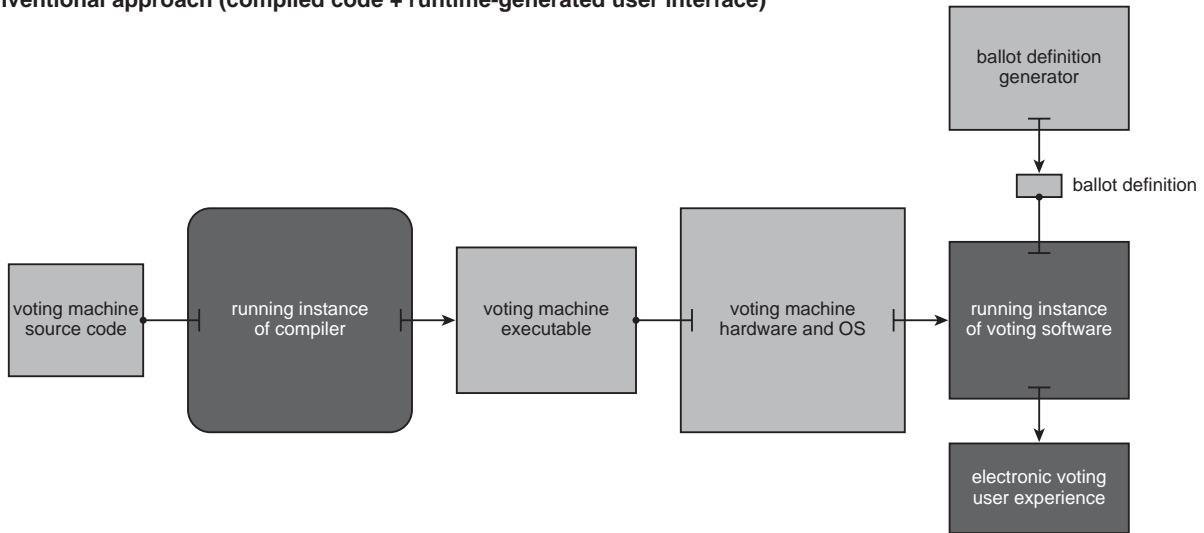 nventional approach (compiled code + runtime-generated user interface)
ballot definition
generator
ballot definition
voting machine
source code
running instance
of compiler
voting machine
executable
voting machine
hardware and OS
running instance
of voting software
electronic voting
user experience